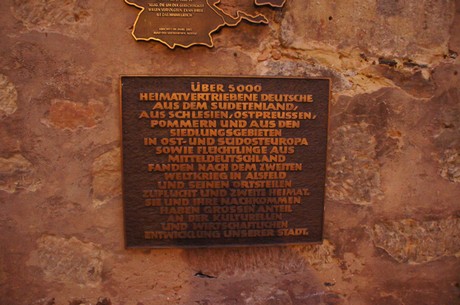 ÜBER 5000
HEIMATVERTRIEBENE DEUTSCHE
AUS DEM SUDETENLAND,
AUS SCHLESIEN, OSTPREUSSEN,
POMMERN UND AUS DEN
SIEDLUNGSGEBIETEN
IN OST- UND SÜDOSTEUROPA
SOWIE FLÜCHTLINGE AUS
MITTELDEUTSCHLAND
FANDEN NACH DEM ZWEITEN
WELTKRIEG IN ALSFELD
UND SEINEN ORTSTEILEN
ZUFLUCHT UND ZWEITE HEIMAT.
SIE UND IHRE NACHKOMMEN
HABEN GROSSEN ANTEIL
AN DER KULTURELLEN
UND WIRTSCHAFTLICHEN
ENTWICKLUNG UNSERER STADT.